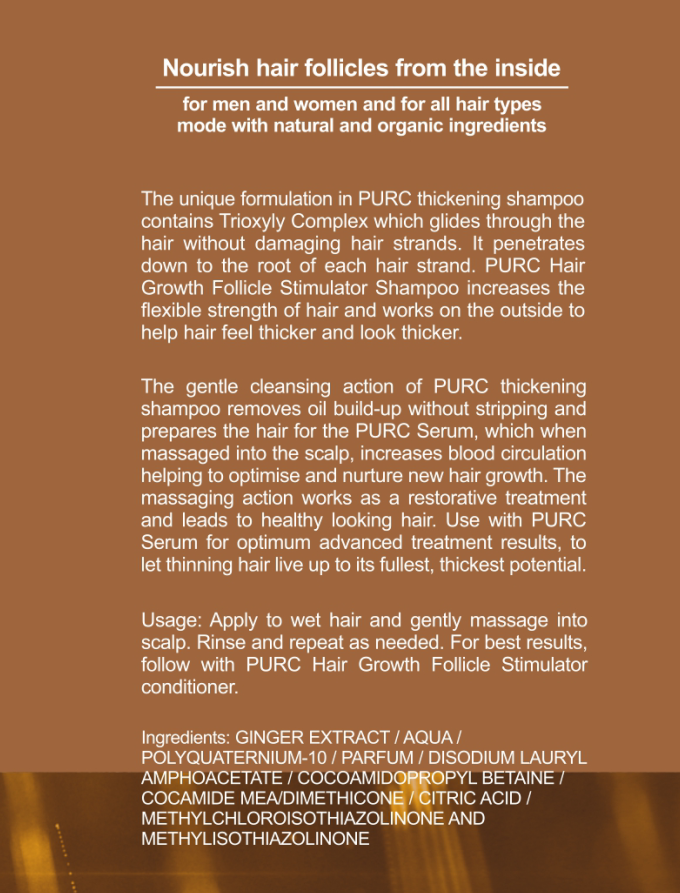 Nourish hair follicles from the inside
for men and women and for all hair types
mode with natural and organic ingredients
The unique formulation in PURC thickening shampoo
contains Trioxyly Complex which glides through the
hair without damaging hair strands. It penetrates
down to the root of each hair strand. PURC Hair
Growth Follicle Stimulator Shampoo increases the
flexible strength of hair and works on the outside to
help hair feel thicker and look thicker.
The gentle cleansing action of PURC thickening
shampoo removes oil build-up without stripping and
prepares the hair for the PURC Serum, which when
massaged into the scalp, increases blood circulation
helping to optimise and nurture new hair growth. The
massaging action works as a restorative treatment
and leads to healthy looking hair. Use with PURC
Serum for optimum advanced treatment results, to
let thinning hair live up to its fullest, thickest potential.
Usage: Apply to wet hair and gently massage into
scalp. Rinse and repeat as needed. For best results,
follow with PURC Hair Growth Follicle Stimulator
conditioner.
Ingredients: GINGER EXTRACT / AQUA /
POLYQUATERNIUM-10 / PARFUM / DISODIUM LAURYL
AMPHOACETATE / COCOAMIDOPROPYL BETAINE /
COCAMIDE MEA/DIMETHICONE / CITRIC ACID /
METHYLCHLOROISOTHIAZOLINONE AND
METHYLISOTHIAZOLINONE